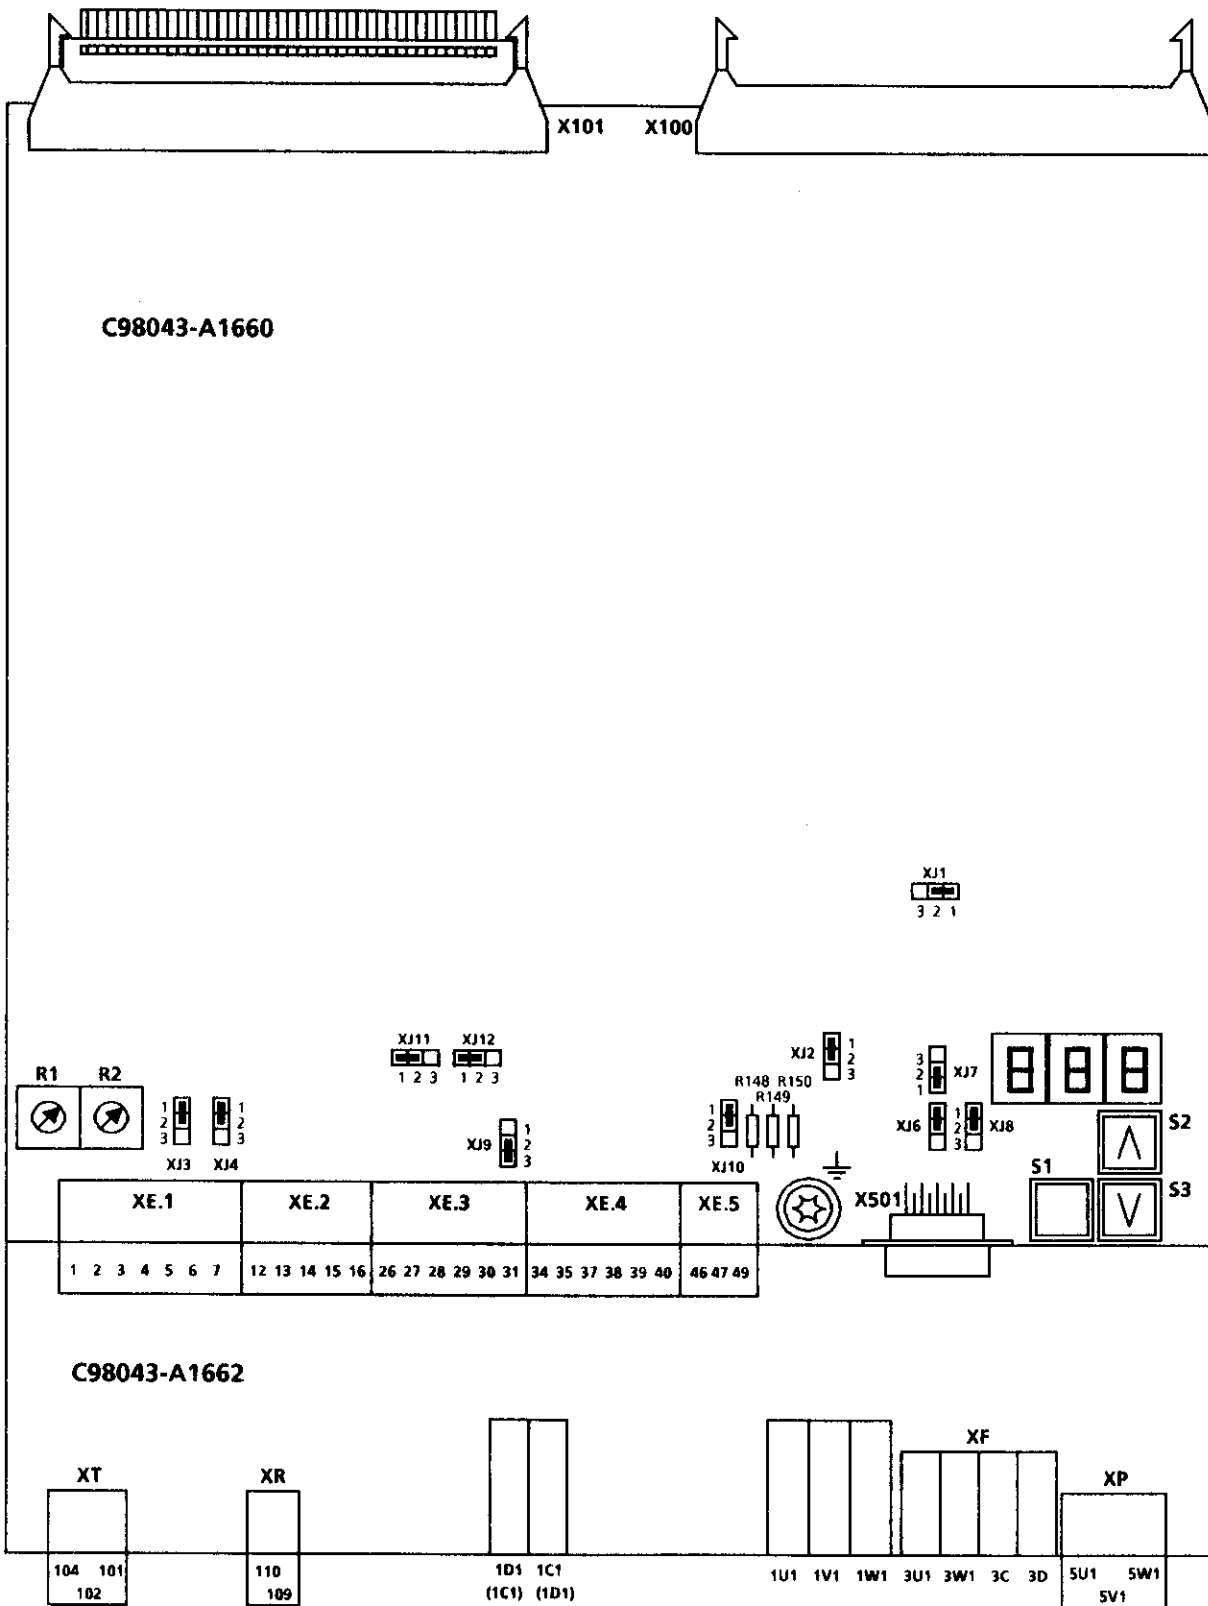 X101 X100
C98043-A1660
XJ1
3 2 1
XJ11 XJ12
1 2 3 1 2 3
XJ2
1
2
3
3
2
1
XJ7
R1 R2
R148 R150
R149
1
2
3
1
2
3
XJ3 XJ4
XJ9
1
2
3
1
2
3
XJ10
XJ6
1
2
3
XJ8
S2
S1
S3
XE.1 XE.2 XE.3 XE.4 XE.5
X501
1 2 3 4 5 6 7 12 13 14 15 16 26 27 28 29 30 31 34 35 37 38 39 40 46 47 49
C98043-A1662
XT XR XF XP
104 101 110 1D1 1C1 1U1 1V1 1W1 3U1 3W1 3C 3D 5U1 5W1
102 109 (1C1) (1D1) 5V1